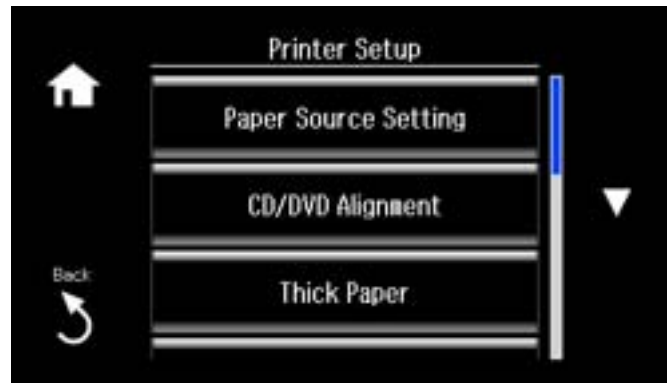 Printer Setup
Paper Source Setting
CD/DVD Alignment
Thick Paper
Back